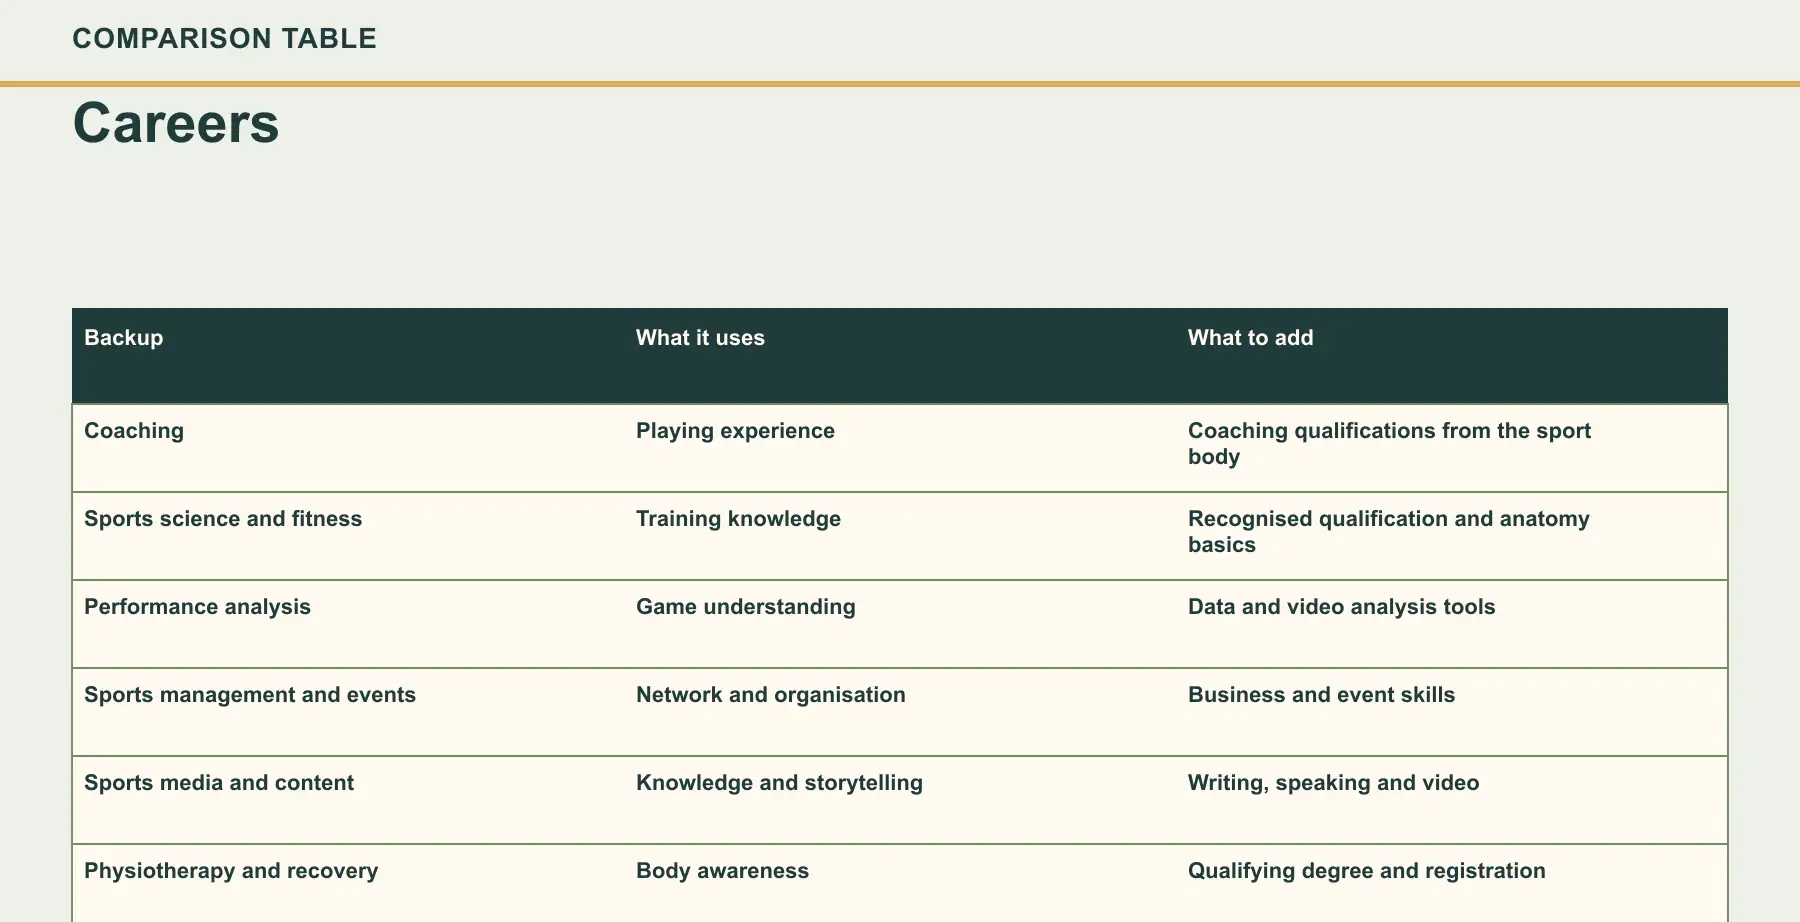 COMPARISON TABLE
Careers
Backup What it uses What to add
Coaching Playing experience Coaching qualifications from the sport
body
Sports science and fitness Training knowledge Recognised qualification and anatomy
basics
Performance analysis Game understanding Data and video analysis tools
Sports management and events Network and organisation Business and event skills
Sports media and content Knowledge and storytelling Writing, speaking and video
Physiotherapy and recovery Body awareness Qualifying degree and registration